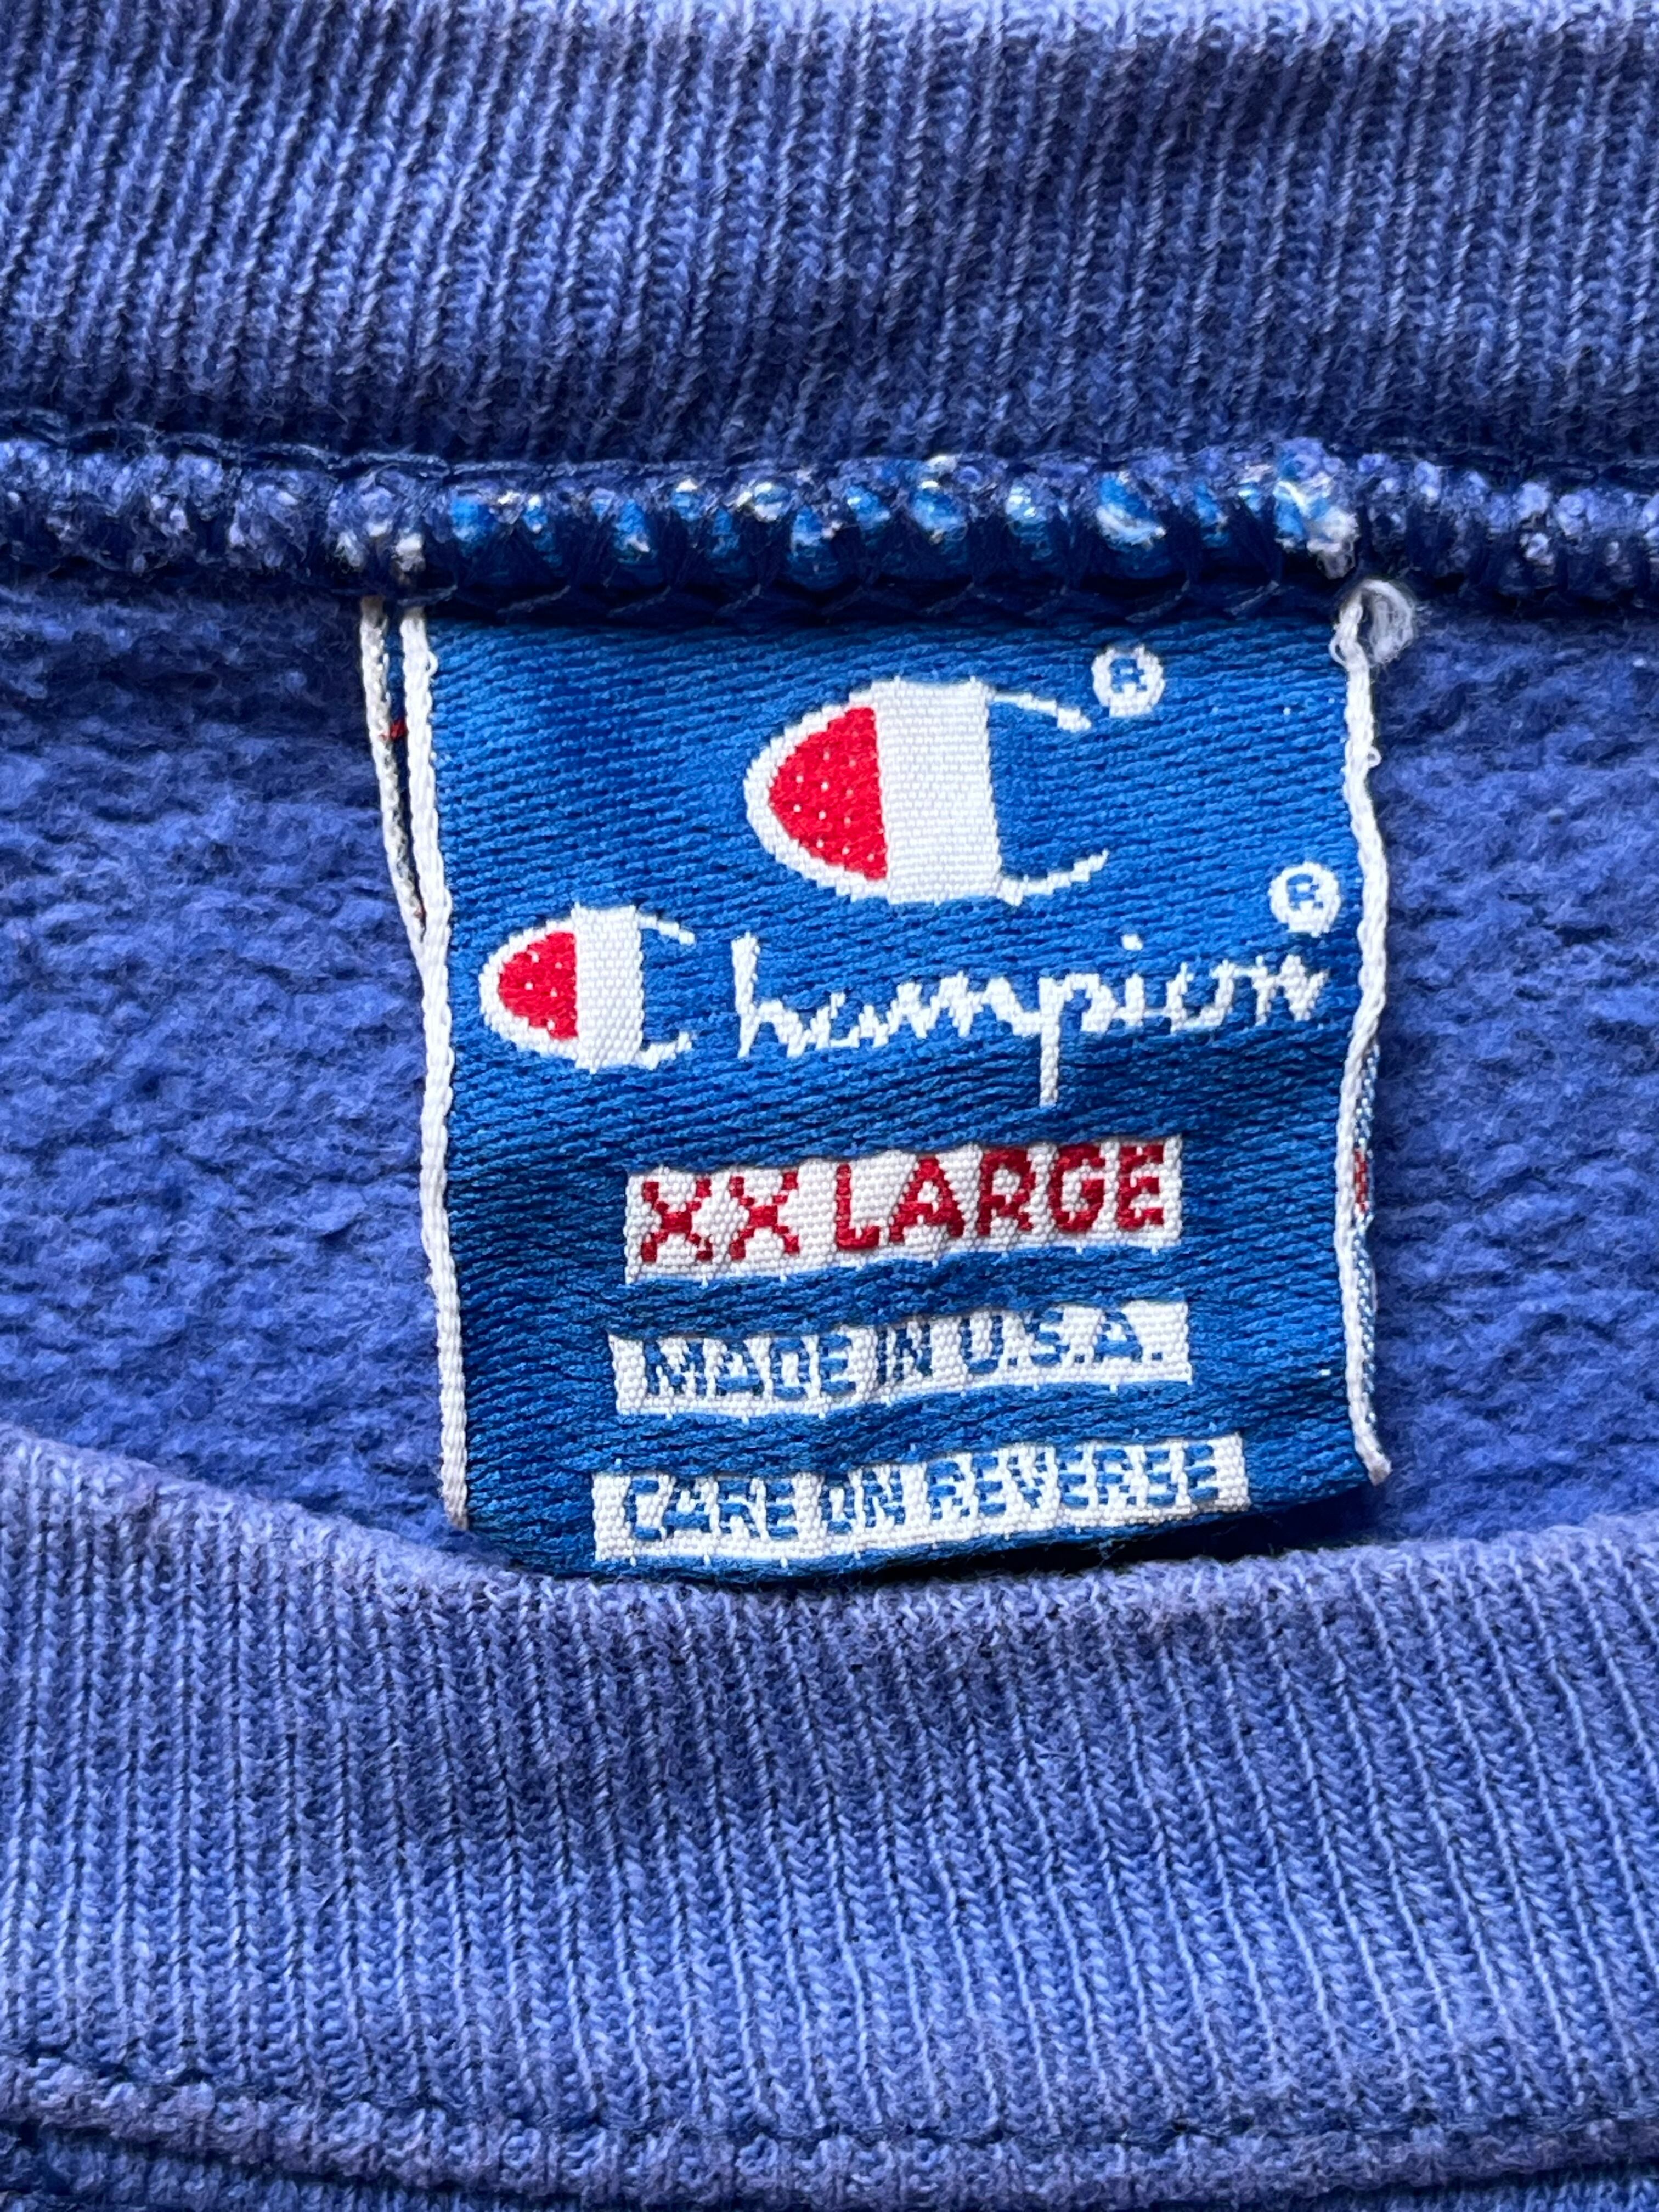 C®
Champion®
XX LARGE
MADE IN U.S.A.
CARE ON REVERSE